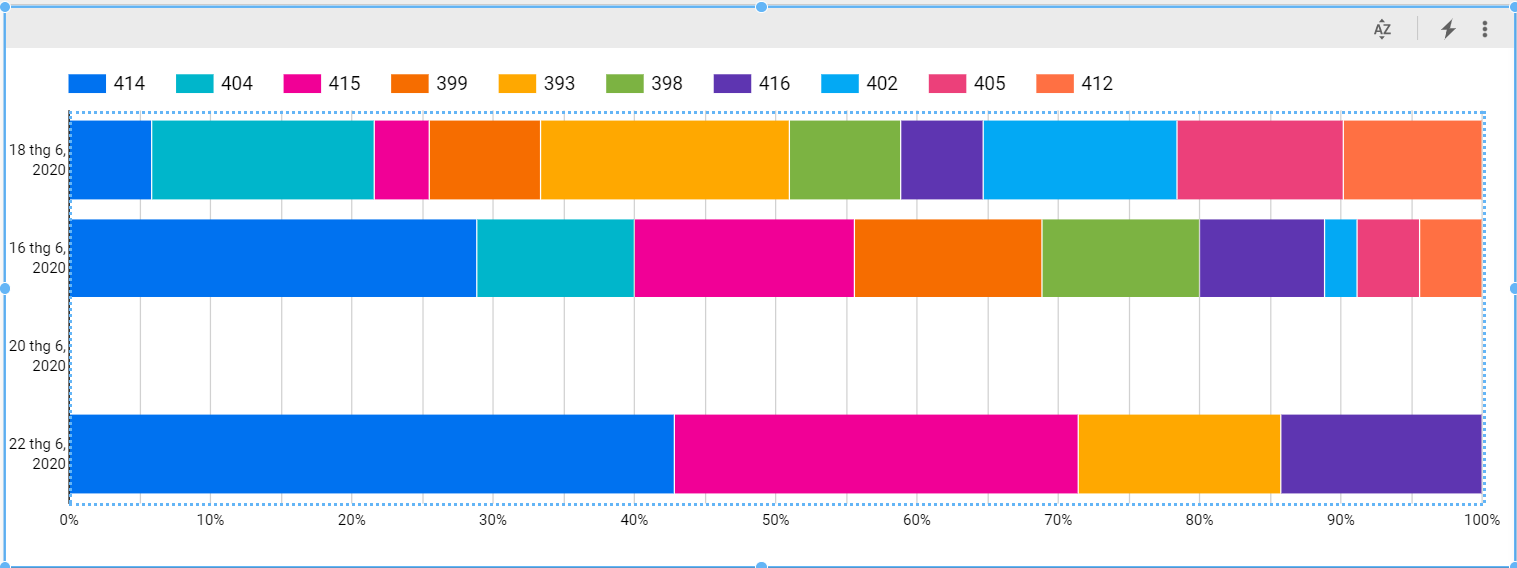 AZ
414 404 415 399 393 398 416 402 405 412
18 thg 6,
2020
16 thg 6,
2020
20 thg 6,
2020
22 thg 6,
2020
0% 10% 20% 30% 40% 50% 60% 70% 80% 90% 100%